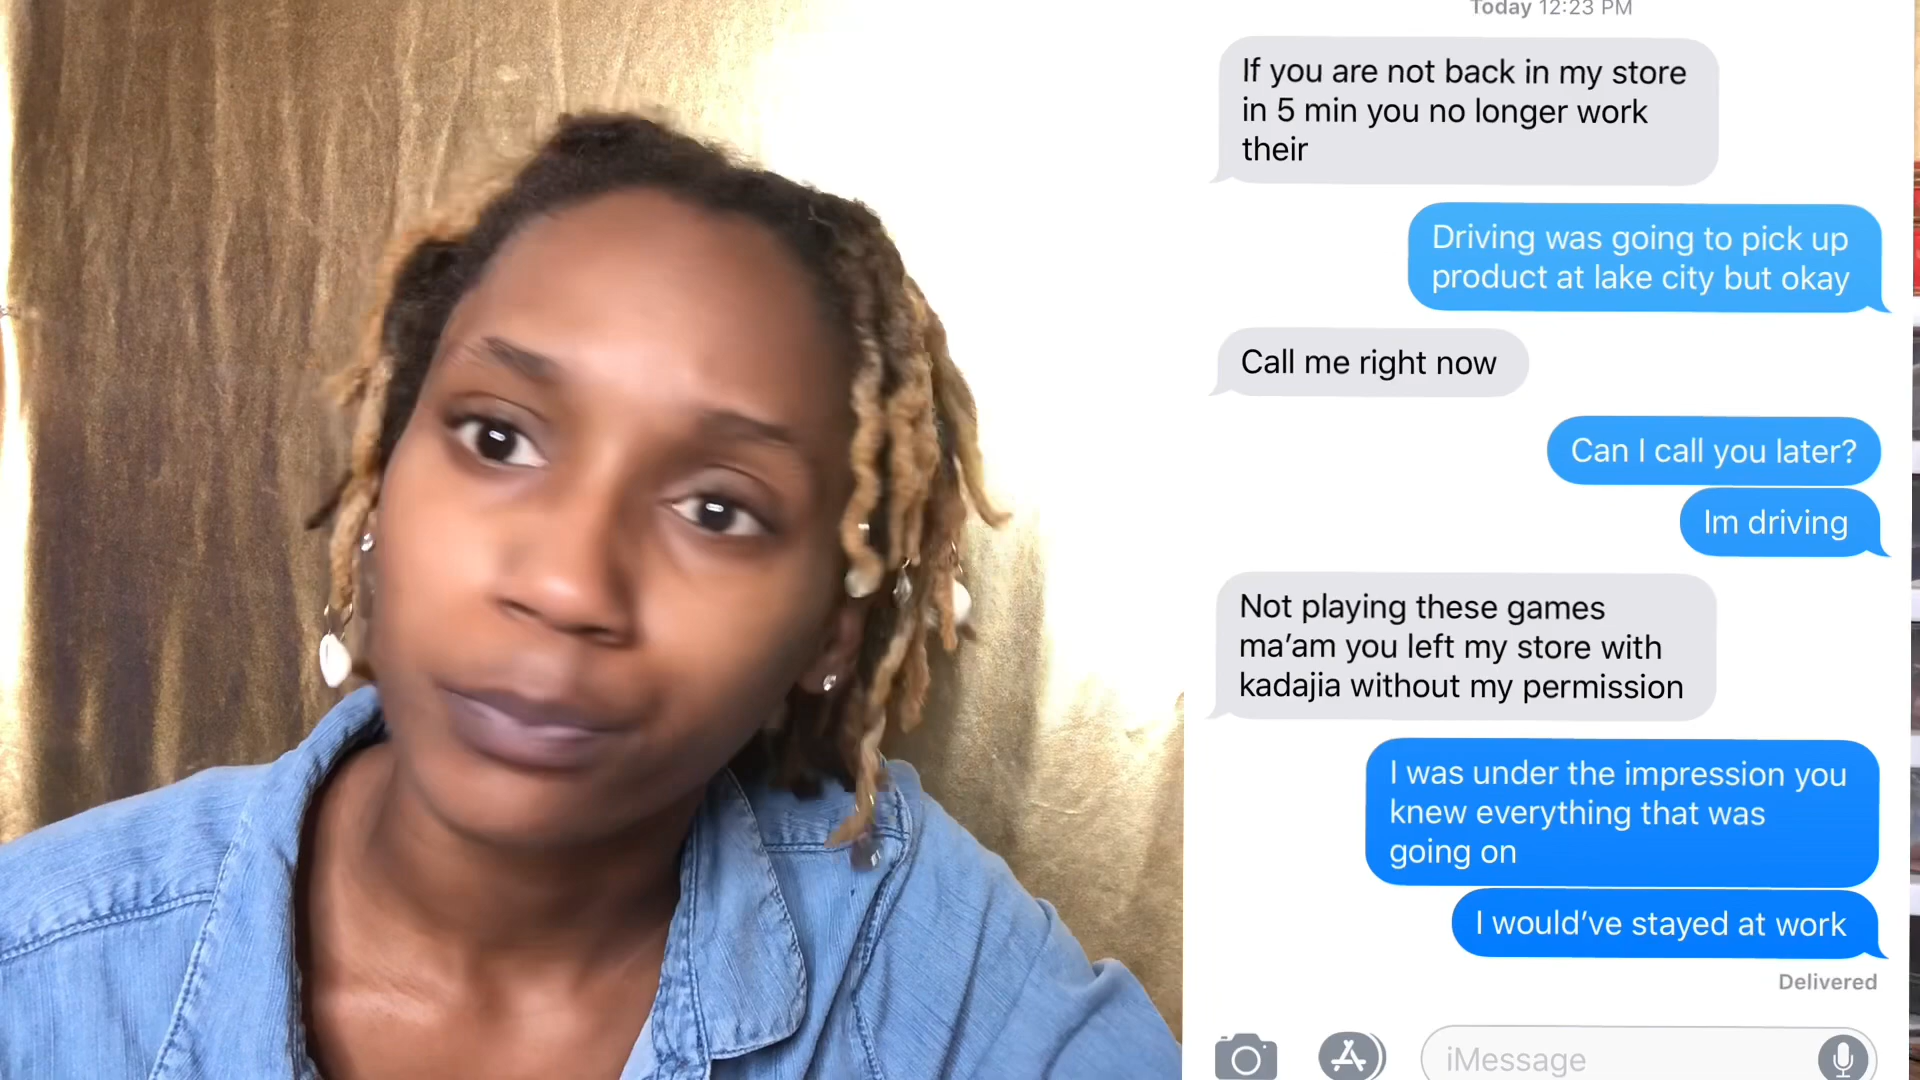 Today 12:23 PM
If you are not back in my store
in 5 min you no longer work
their
Driving was going to pick up
product at lake city but okay
Call me right now
Can I call you later?
Im driving
Not playing these games
ma’am you left my store with
kadajia without my permission
I was under the impression you
knew everything that was
going on
I would’ve stayed at work
Delivered
iMessage